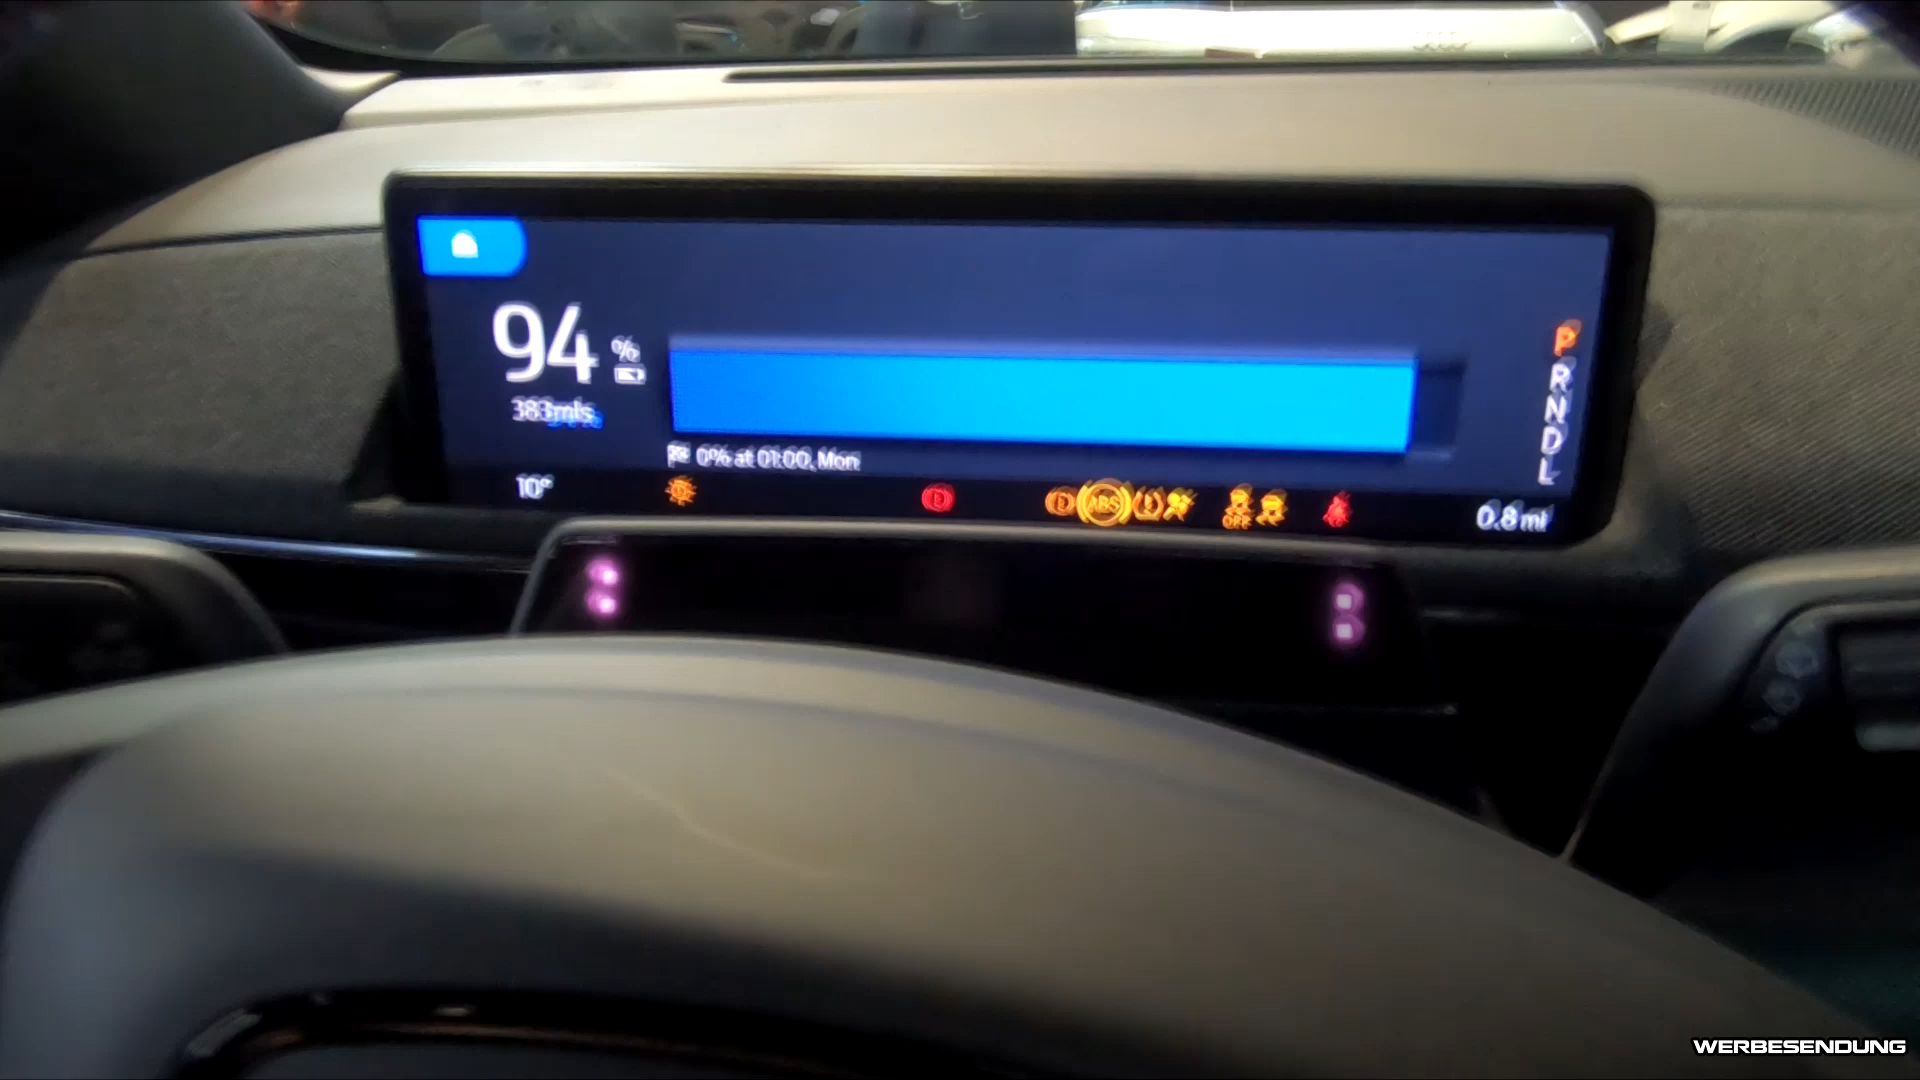 94 %
383mls
0% at 01:00, Mon
10°
P
R
N
D
L
ABS
OFF
0.8 mi
WERBESENDUNG